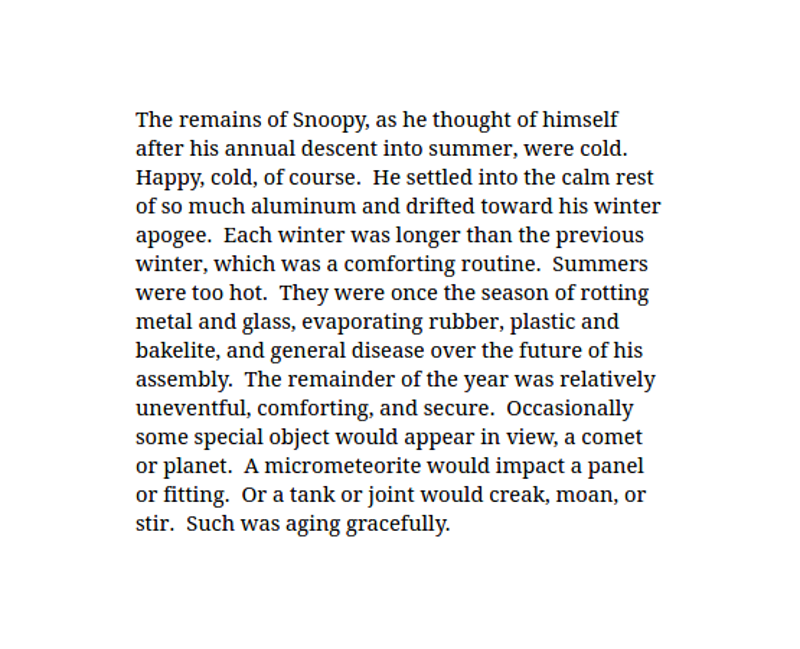 The remains of Snoopy, as he thought of himself
after his annual descent into summer, were cold.
Happy, cold, of course.  He settled into the calm rest
of so much aluminum and drifted toward his winter
apogee.  Each winter was longer than the previous
winter, which was a comforting routine.  Summers
were too hot.  They were once the season of rotting
metal and glass, evaporating rubber, plastic and
bakelite, and general disease over the future of his
assembly.  The remainder of the year was relatively
uneventful, comforting, and secure.  Occasionally
some special object would appear in view, a comet
or planet.  A micrometeorite would impact a panel
or fitting.  Or a tank or joint would creak, moan, or
stir.  Such was aging gracefully.